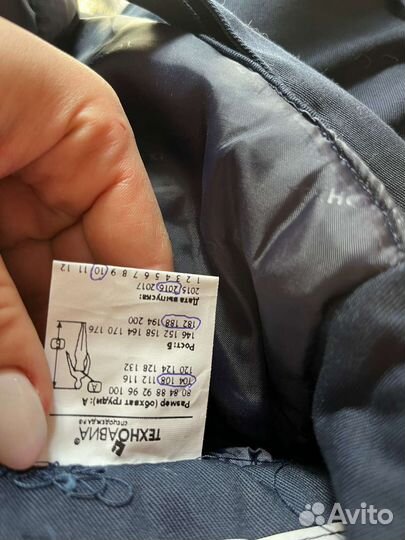 ТЕХНОАВИА®
СПЕЦОДЕЖДА РФ
Размер (обхват груди): А
80 84 88 92 96 100
104 108 112 116
120 124 128 132
Рост: Б
146 152 158 164 170 176
182 188 194 200
Дата выпуска:
2015 2016 2017
1 2 3 4 5 6 7 8 9 10 11 12
А
Б
Avito